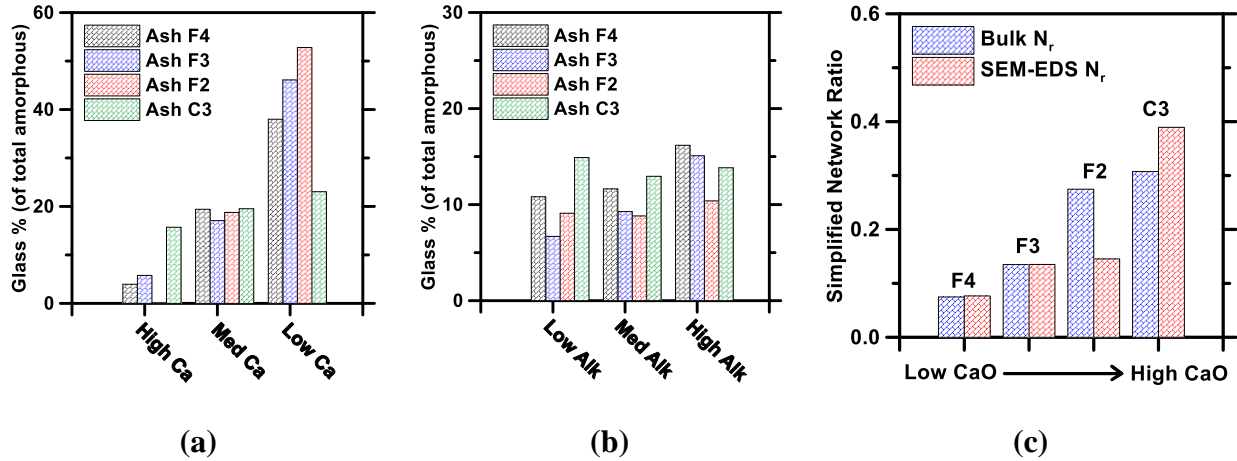 60
40
20
0
Glass % (of total amorphous)
Ash F4
Ash F3
Ash F2
Ash C3
High Ca
Med Ca
Low Ca
(a)
30
20
10
0
Glass % (of total amorphous)
Ash F4
Ash F3
Ash F2
Ash C3
Low Alk
Med Alk
High Alk
(b)
0.6
0.4
0.2
0.0
Simplified Network Ratio
Bulk Nr
SEM-EDS Nr
F4
F3
F2
C3
Low CaO → High CaO
(c)